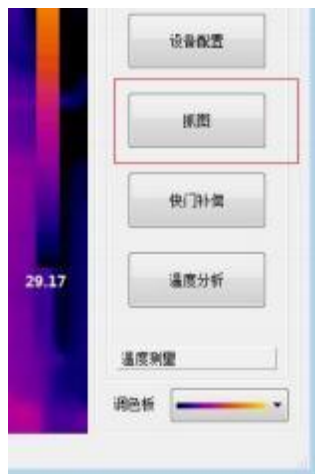 设备配置
抓图
快门补偿
29.17
温度分析
温度测量
调色板